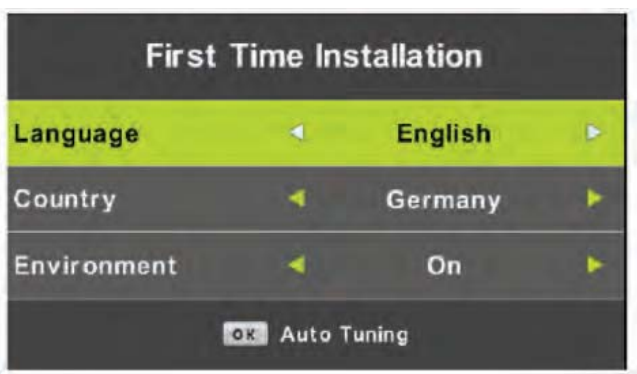 First Time Installation
Language English
Country Germany
Environment On
OK Auto Tuning